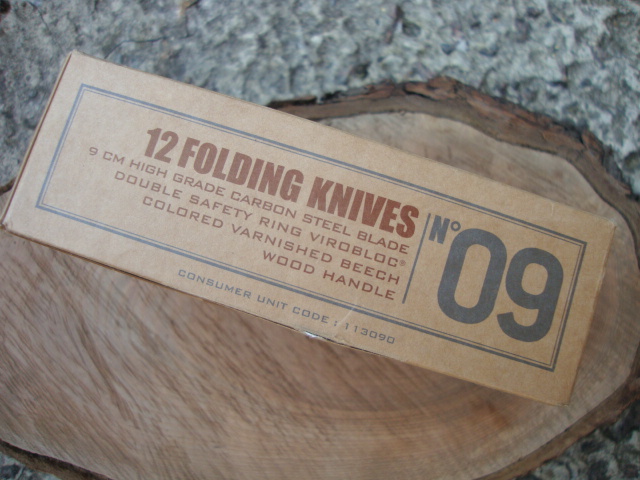 12 FOLDING KNIVES
9 CM HIGH GRADE CARBON STEEL BLADE
DOUBLE SAFETY RING VIROBLOC®
COLORED VARNISHED BEECH
WOOD HANDLE
N° 09
CONSUMER UNIT CODE : 113090